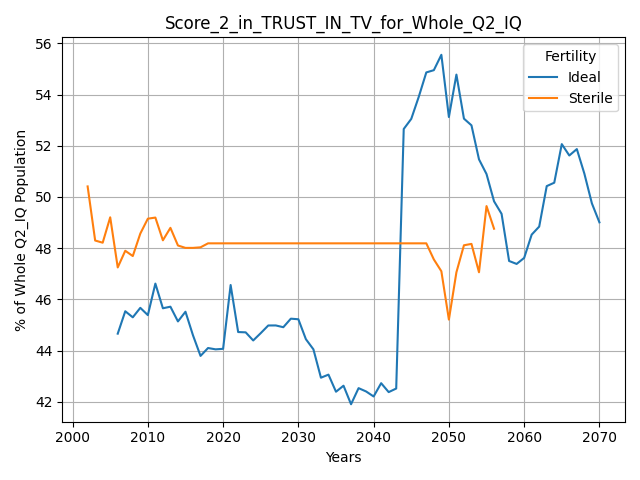 Score_2_in_TRUST_IN_TV_for_Whole_Q2_IQ
% of Whole Q2_IQ Population
56
54
52
50
48
46
44
42
Fertility
Ideal
Sterile
2000 2010 2020 2030 2040 2050 2060 2070
Years